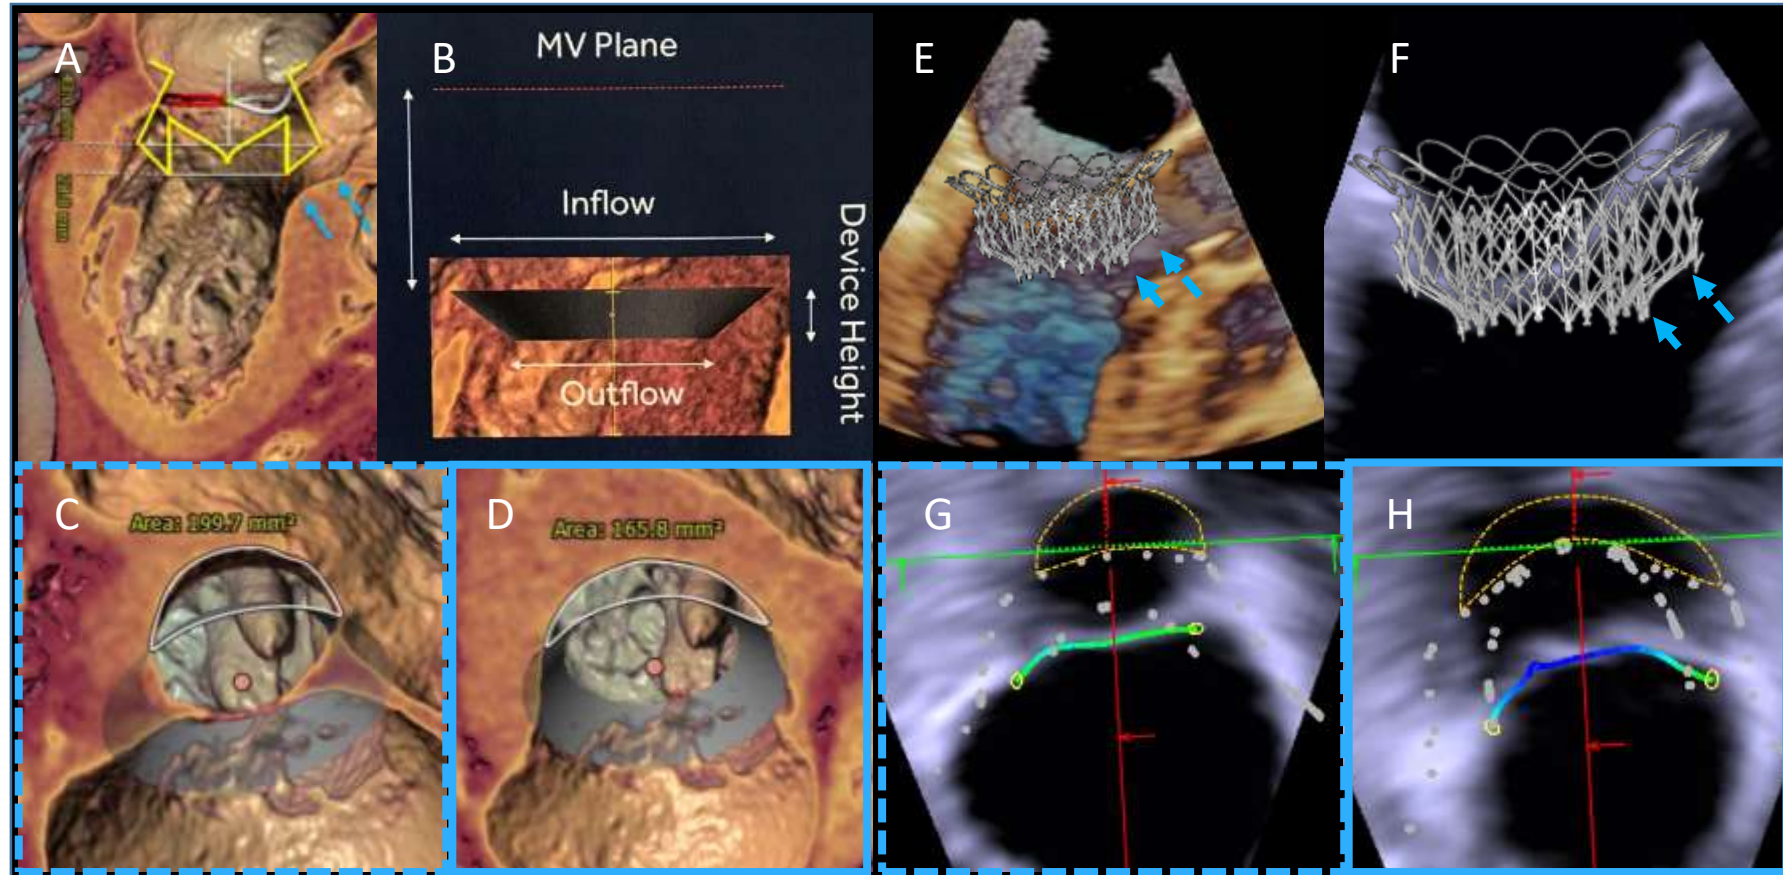 A
B
MV Plane
Inflow
Outflow
Device Height
E
F
C
Area: 199.7 mm²
D
Area: 165.8 mm²
G
H